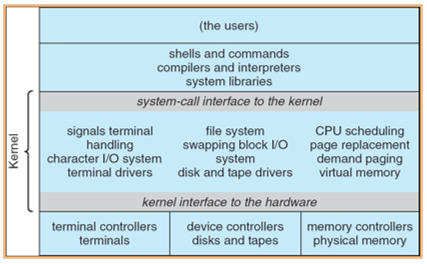 (the users)
shells and commands
compilers and interpreters
system libraries
Kernel
system-call interface to the kernel
signals terminal
handling
character I/O system
terminal drivers
file system
swapping block I/O
system
disk and tape drivers
CPU scheduling
page replacement
demand paging
virtual memory
kernel interface to the hardware
terminal controllers
terminals
device controllers
disks and tapes
memory controllers
physical memory